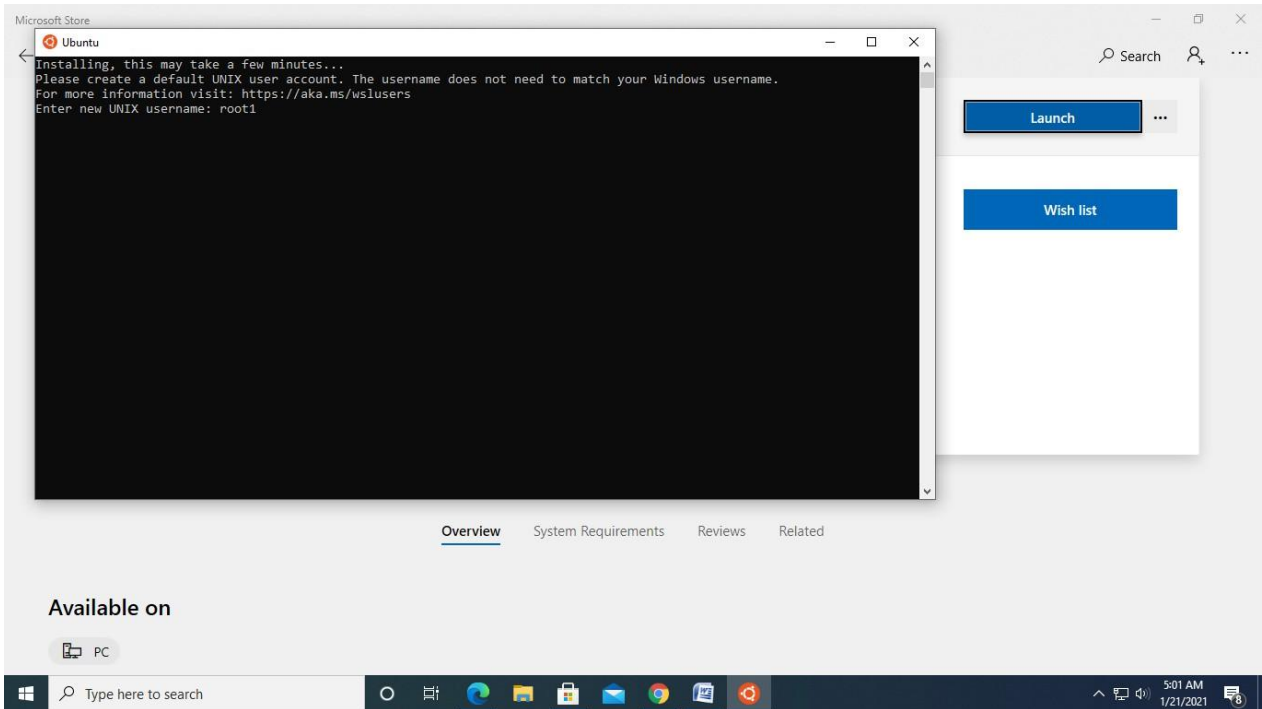 Microsoft Store
Ubuntu
Installing, this may take a few minutes...
Please create a default UNIX user account. The username does not need to match your Windows username.
For more information visit: https://aka.ms/wslusers
Enter new UNIX username: root1
Search
Launch
Wish list
Overview System Requirements Reviews Related
Available on
PC
Type here to search
5:01 AM
1/21/2021
8